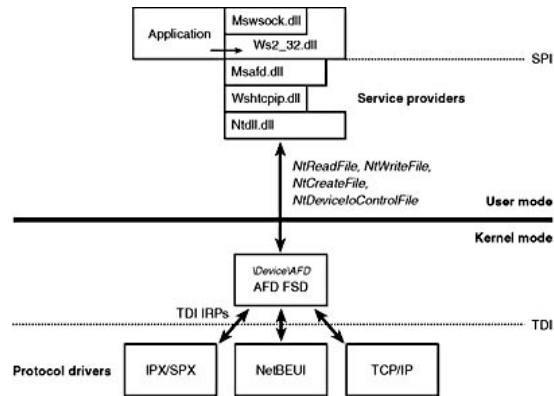 Mswsock.dll
Application
Ws2_32.dll
SPI
Msafd.dll
Wshtcpip.dll
Service providers
Ntdll.dll
NtReadFile, NtWriteFile,
NtCreateFile,
NtDeviceIoControlFile
User mode
Kernel mode
\Device\AFD
AFD FSD
TDI IRPs
TDI
Protocol drivers
IPX/SPX
NetBEUI
TCP/IP